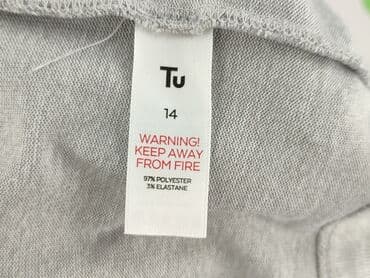 Tu
14
WARNING!
KEEP AWAY
FROM FIRE
97% POLYESTER
3% ELASTANE